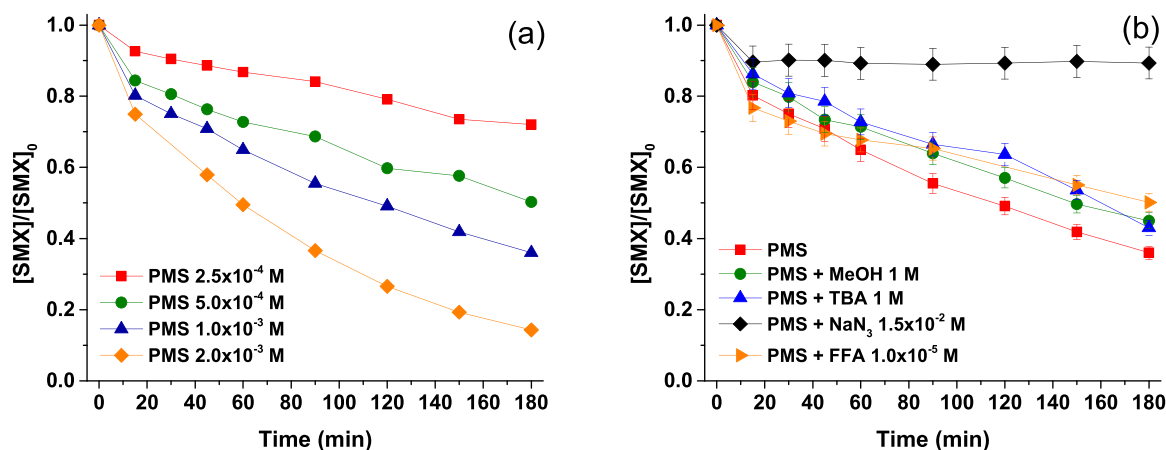 (a)
[SMX]/[SMX]₀
1.0
0.8
0.6
0.4
0.2
0.0
PMS 2.5x10⁻⁴ M
PMS 5.0x10⁻⁴ M
PMS 1.0x10⁻³ M
PMS 2.0x10⁻³ M
0 20 40 60 80 100 120 140 160 180
Time (min)
(b)
[SMX]/[SMX]₀
1.0
0.8
0.6
0.4
0.2
0.0
PMS
PMS + MeOH 1 M
PMS + TBA 1 M
PMS + NaN₃ 1.5x10⁻² M
PMS + FFA 1.0x10⁻⁵ M
0 20 40 60 80 100 120 140 160 180
Time (min)